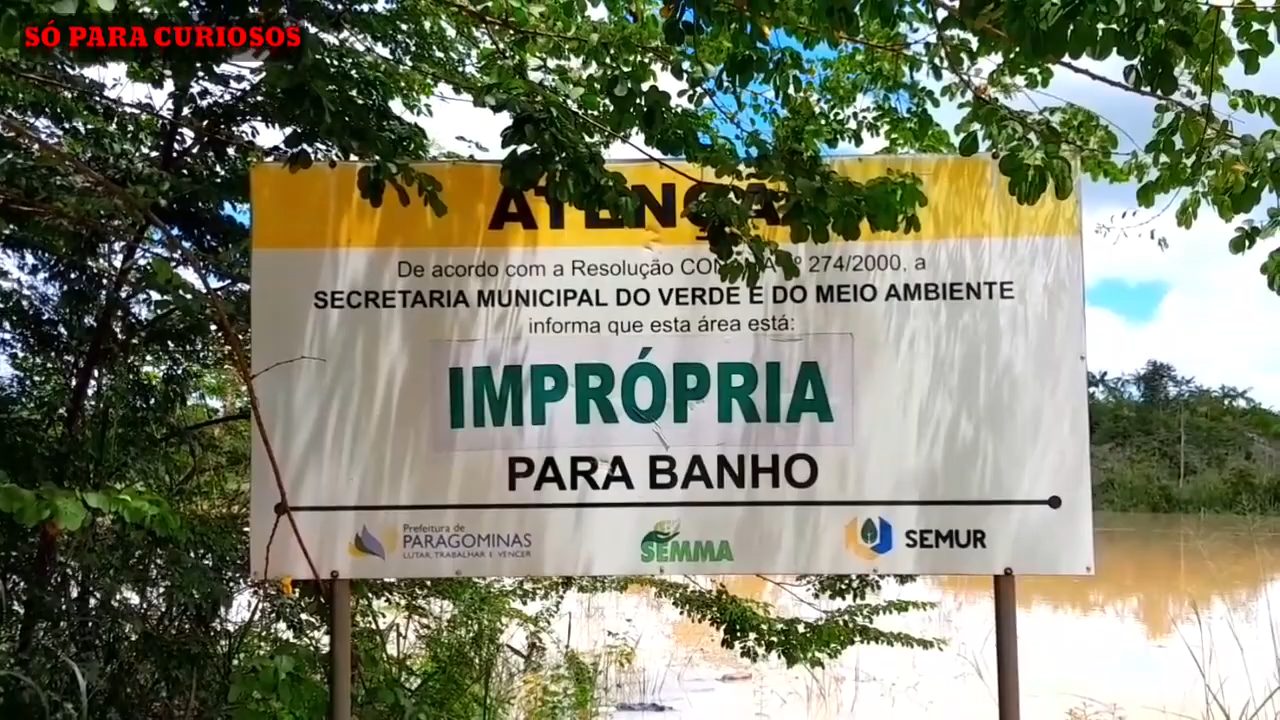 SÓ PARA CURIOSOS
De acordo com a Resolução Nº 274/2000, a
SECRETARIA MUNICIPAL DO VERDE E DO MEIO AMBIENTE
informa que esta área está:
IMPRÓPRIA
PARA BANHO
Prefeitura de
PARAGOMINAS
LUTAR, TRABALHAR E VENCER
SEMMA
SEMUR